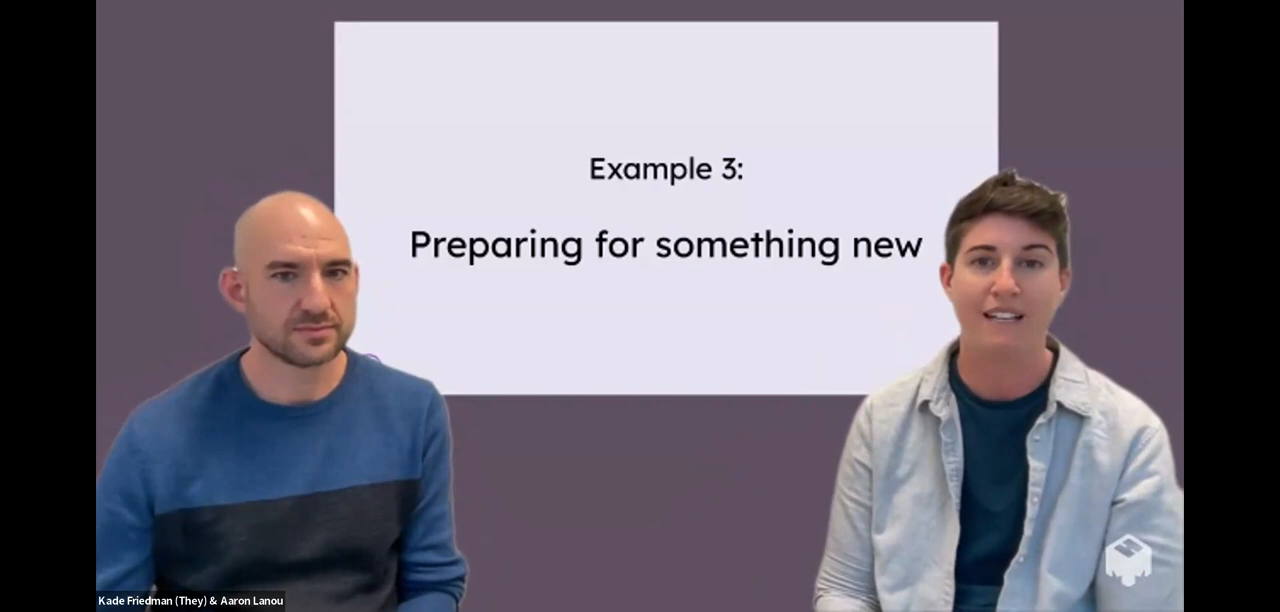 Example 3:
Preparing for something new
Kade Friedman (They) & Aaron Lanou